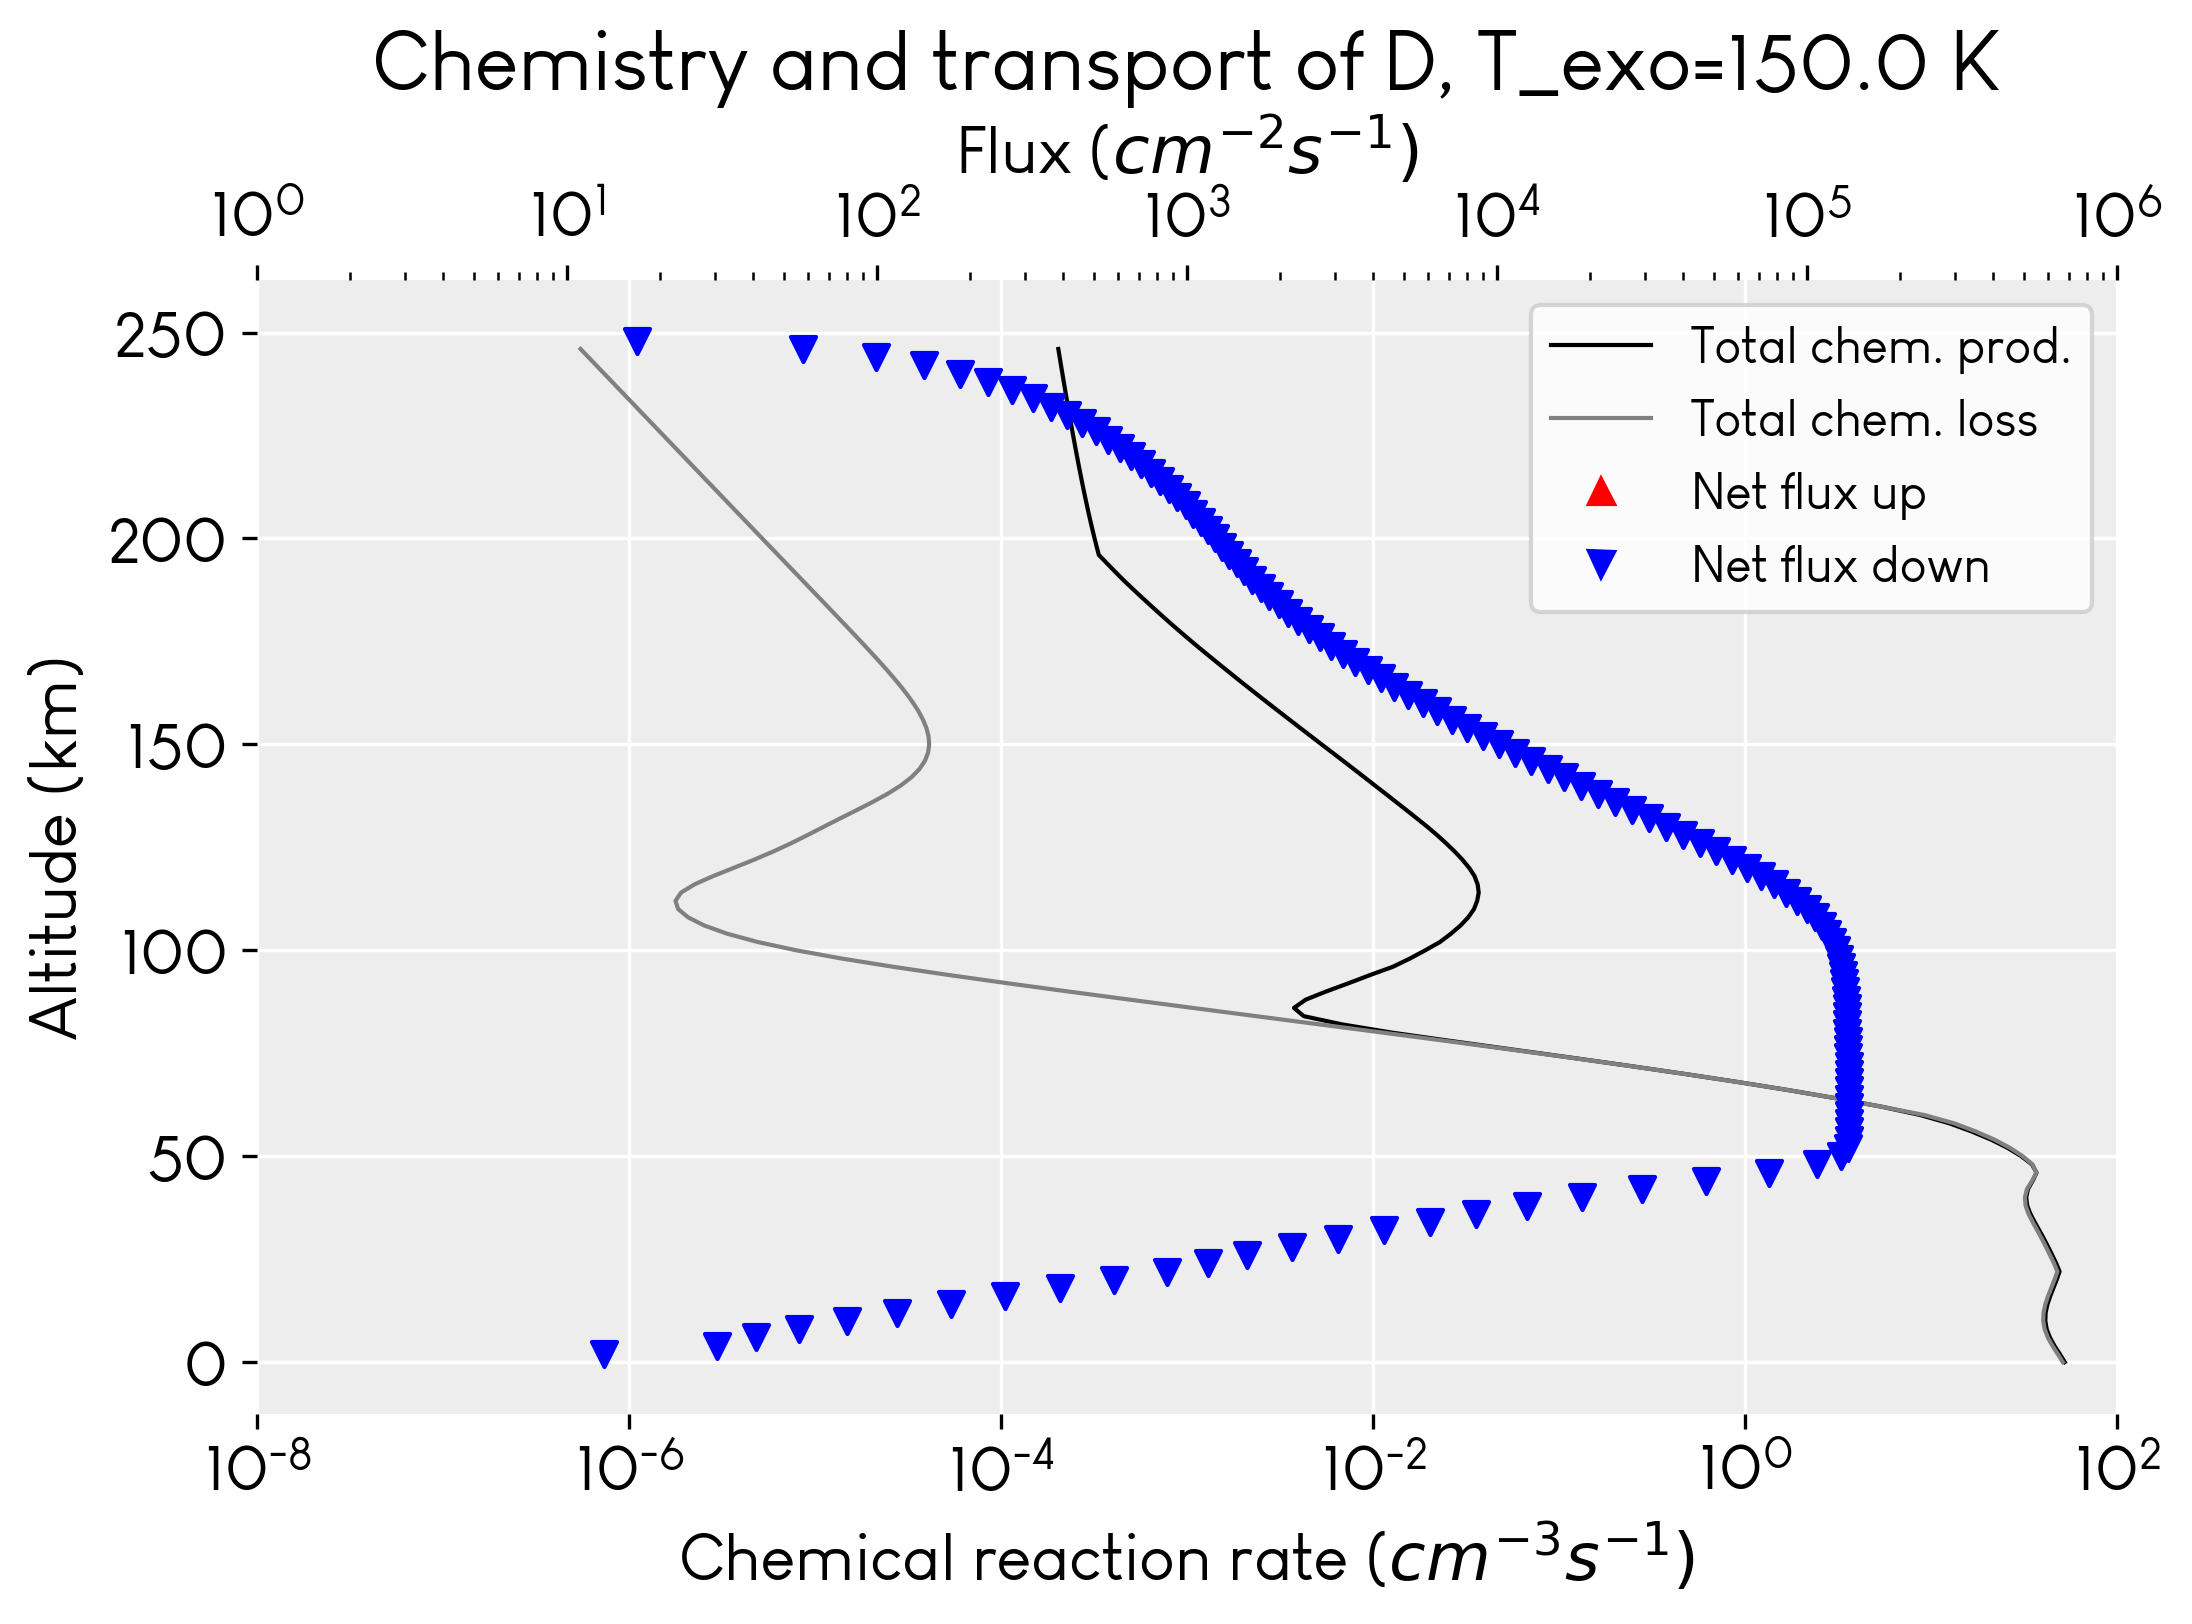 Chemistry and transport of D, T_exo=150.0 K
Flux (cm⁻²s⁻¹)
10⁰ 10¹ 10² 10³ 10⁴ 10⁵ 10⁶
Total chem. prod.
Total chem. loss
Net flux up
Net flux down
Altitude (km)
250
200
150
100
50
0
10⁻⁸ 10⁻⁶ 10⁻⁴ 10⁻² 10⁰ 10²
Chemical reaction rate (cm⁻³s⁻¹)